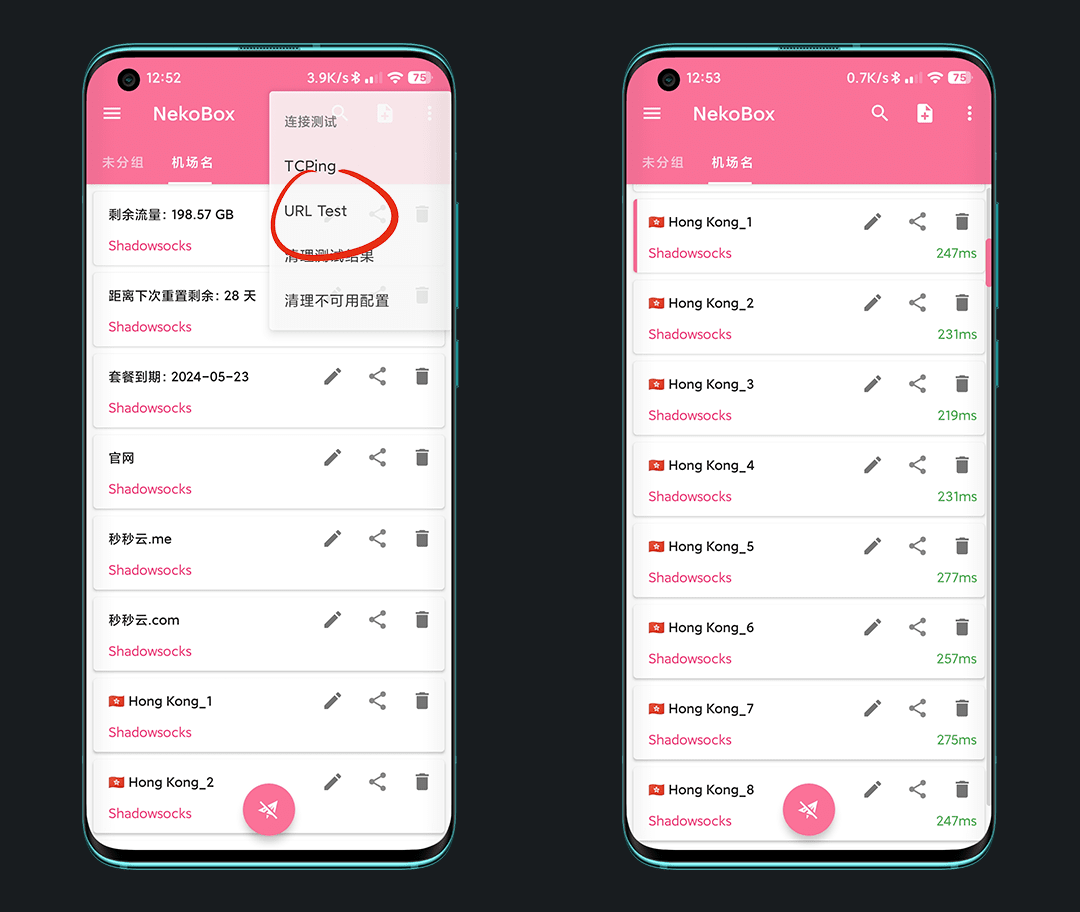 12:52 3.9K/s 75
NekoBox
未分组 机场名
连接测试
TCPing
URL Test
清理测试结果
清理不可用配置
剩余流量：198.57 GB
Shadowsocks
距离下次重置剩余：28 天
Shadowsocks
套餐到期：2024-05-23
Shadowsocks
官网
Shadowsocks
秒秒云.me
Shadowsocks
秒秒云.com
Shadowsocks
Hong Kong_1
Shadowsocks
Hong Kong_2
Shadowsocks
12:53 0.7K/s 75
NekoBox
未分组 机场名
Hong Kong_1
Shadowsocks 247ms
Hong Kong_2
Shadowsocks 231ms
Hong Kong_3
Shadowsocks 219ms
Hong Kong_4
Shadowsocks 231ms
Hong Kong_5
Shadowsocks 277ms
Hong Kong_6
Shadowsocks 257ms
Hong Kong_7
Shadowsocks 275ms
Hong Kong_8
Shadowsocks 247ms